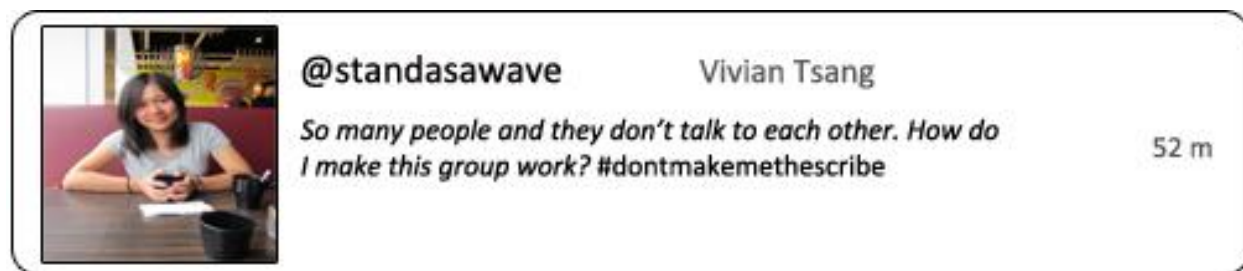 @standasawave Vivian Tsang
So many people and they don't talk to each other. How do
I make this group work? #dontmakemethescribe
52 m